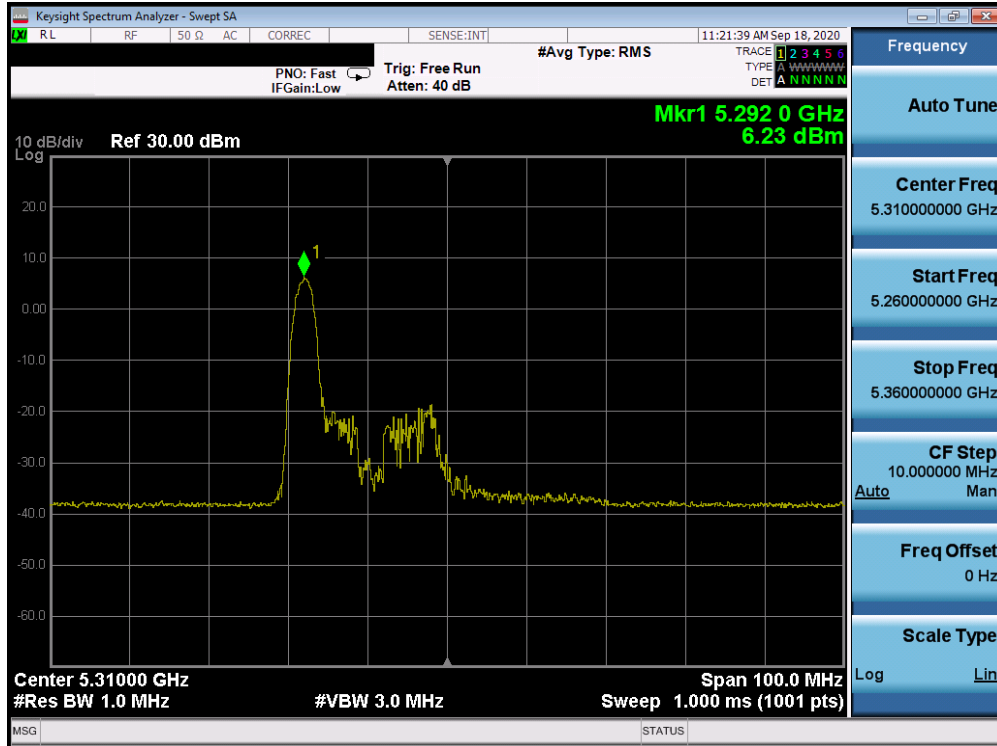 Keysight Spectrum Analyzer - Swept SA
LXI RL RF 50 Ω AC CORREC SENSE:INT 11:21:39 AM Sep 18, 2020
#Avg Type: RMS
TRACE 1 2 3 4 5 6
TYPE A WWWWW
DET A N N N N N
PNO: Fast
IFGain:Low
Trig: Free Run
Atten: 40 dB
Mkr1 5.292 0 GHz
6.23 dBm
10 dB/div Ref 30.00 dBm
Log
20.0
1
10.0
0.00
-10.0
-20.0
-30.0
-40.0
-50.0
-60.0
Center 5.31000 GHz Span 100.0 MHz
#Res BW 1.0 MHz #VBW 3.0 MHz Sweep 1.000 ms (1001 pts)
MSG STATUS
Frequency
Auto Tune
Center Freq
5.310000000 GHz
Start Freq
5.260000000 GHz
Stop Freq
5.360000000 GHz
CF Step
10.000000 MHz
Auto Man
Freq Offset
0 Hz
Scale Type
Log Lin